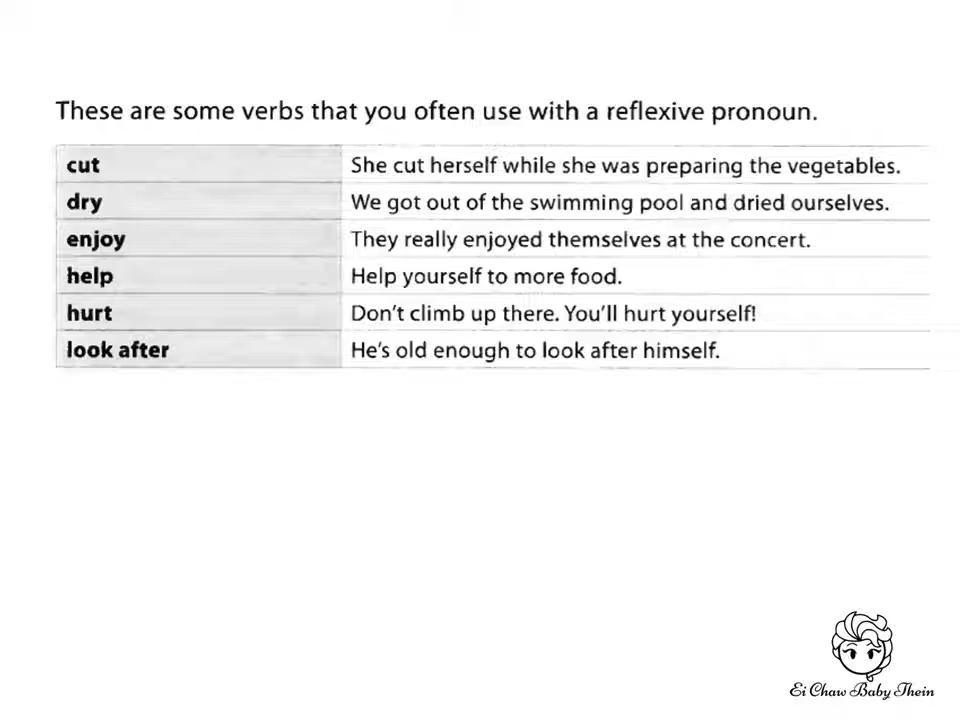 These are some verbs that you often use with a reflexive pronoun.
cut She cut herself while she was preparing the vegetables.
dry We got out of the swimming pool and dried ourselves.
enjoy They really enjoyed themselves at the concert.
help Help yourself to more food.
hurt Don't climb up there. You'll hurt yourself!
look after He's old enough to look after himself.
Ei Chaw Baby Thein